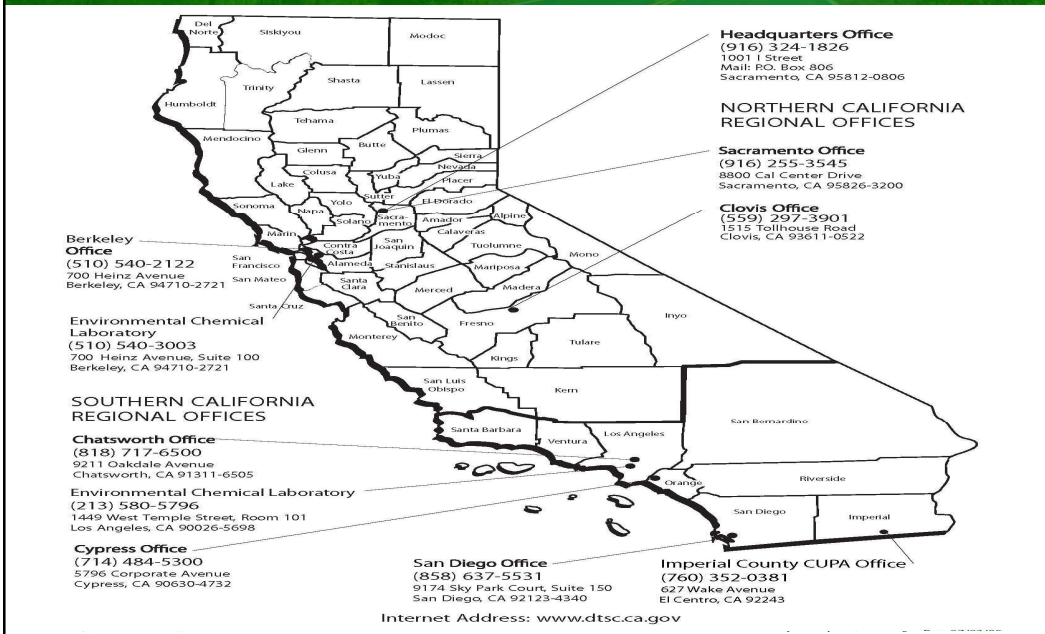 Headquarters Office
(916) 324-1826
1001 I Street
Mail: P.O. Box 806
Sacramento, CA 95812-0806
NORTHERN CALIFORNIA
REGIONAL OFFICES
Sacramento Office
(916) 255-3545
8800 Cal Center Drive
Sacramento, CA 95826-3200
Clovis Office
(559) 297-3901
1515 Tollhouse Road
Clovis, CA 93611-0522
Del
Norte
Siskiyou
Modoc
Trinity
Shasta
Lassen
Humboldt
Tehama
Plumas
Mendocino
Glenn
Butte
Sierra
Nevada
Colusa
Yuba
Placer
Lake
Sutter
Yolo
El Dorado
Sonoma
Napa
Solano
Sacra-
mento
Amador
Alpine
Calaveras
Marin
Contra
Costa
San
Joaquin
Tuolumne
Mono
San
Francisco
Alameda
Stanislaus
Mariposa
San Mateo
Santa
Clara
Merced
Madera
Santa Cruz
San
Benito
Fresno
Inyo
Monterey
Kings
Tulare
San Luis
Obispo
Kern
Santa Barbara
Ventura
Los Angeles
San Bernardino
Orange
Riverside
San Diego
Imperial
Berkeley
Office
(510) 540-2122
700 Heinz Avenue
Berkeley, CA 94710-2721
Environmental Chemical
Laboratory
(510) 540-3003
700 Heinz Avenue, Suite 100
Berkeley, CA 94710-2721
SOUTHERN CALIFORNIA
REGIONAL OFFICES
Chatsworth Office
(818) 717-6500
9211 Oakdale Avenue
Chatsworth, CA 91311-6505
Environmental Chemical Laboratory
(213) 580-5796
1449 West Temple Street, Room 101
Los Angeles, CA 90026-5698
Cypress Office
(714) 484-5300
5796 Corporate Avenue
Cypress, CA 90630-4732
San Diego Office
(858) 637-5531
9174 Sky Park Court, Suite 150
San Diego, CA 92123-4340
Imperial County CUPA Office
(760) 352-0381
627 Wake Avenue
El Centro, CA 92243
Internet Address: www.dtsc.ca.gov